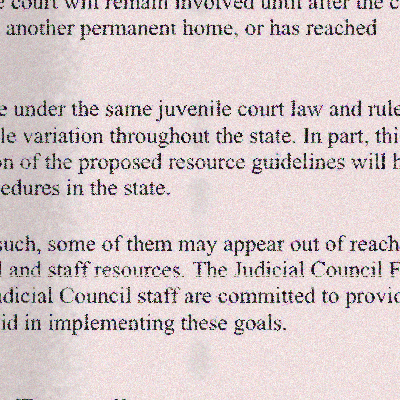 court will remain involved until after the
another permanent home, or has reached
under the same juvenile court law and rule
variation throughout the state. In part, thi
of the proposed resource guidelines will
edures in the state.
such, some of them may appear out of reach
and staff resources. The Judicial Council F
dicial Council staff are committed to provid
id in implementing these goals.